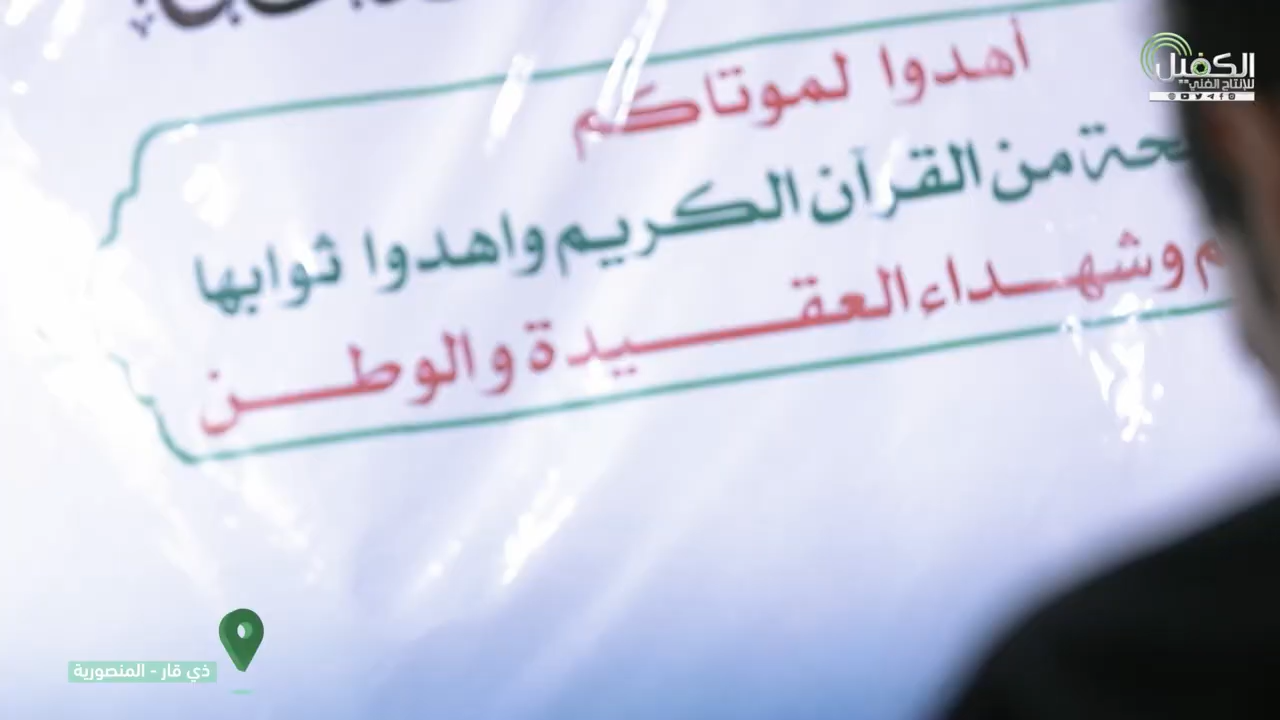 أهدوا لموتاكم
من القرآن الكريم واهدوا ثوابها
وشهداء العقيدة والوطن
الكفيل
للإنتاج الفني
ذي قار - المنصورية